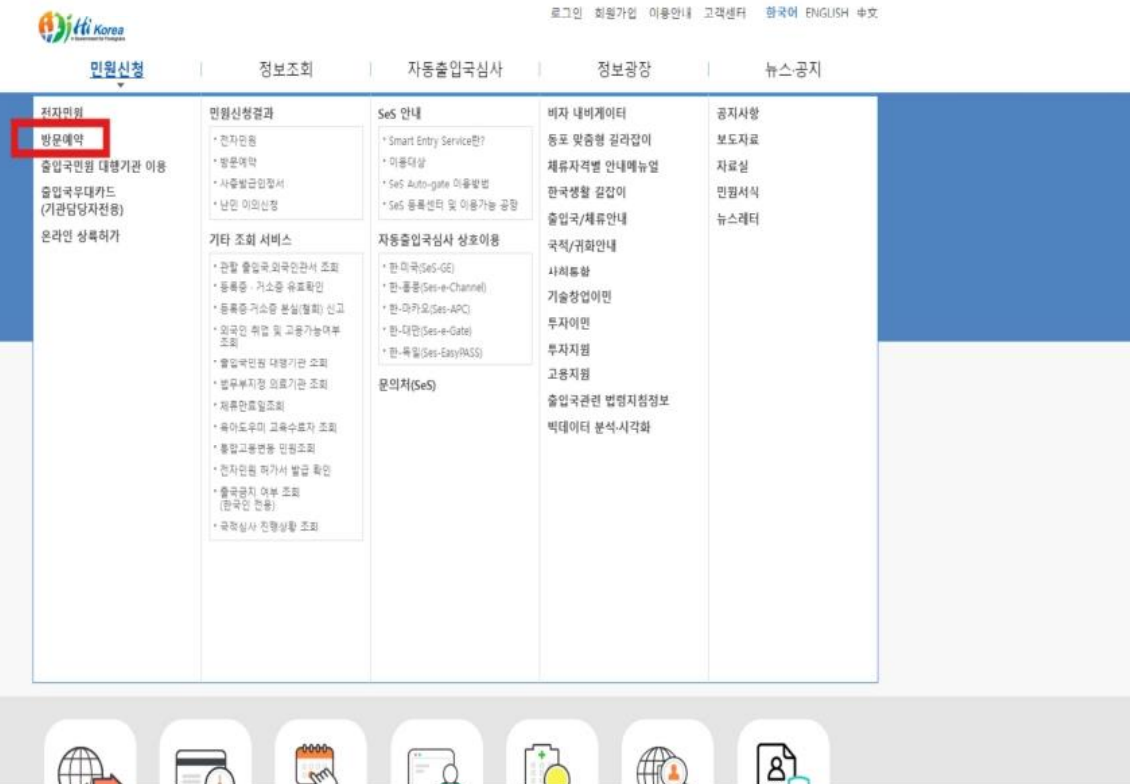 로그인 회원가입 이용안내 고객센터 한국어 ENGLISH 中文
Hi Korea
민원신청 정보조회 자동출입국심사 정보광장 뉴스·공지
전자민원
방문예약
출입국민원 대행기관 이용
출입국우대카드
(기관담당자전용)
온라인 상륙허가
민원신청결과
전자민원
방문예약
사증발급인정서
난민 이의신청
기타 조회 서비스
관할 출입국.외국인관서 조회
등록증 · 거소증 유효확인
등록증·거소증 분실(철회) 신고
외국인 취업 및 고용가능여부
조회
출입국민원 대행기관 조회
법무부지정 의료기관 조회
체류만료일조회
육아도우미 교육수료자 조회
통합고용변동 민원조회
전자민원 허가서 발급 확인
출국금지 여부 조회
(한국인 전용)
국적심사 진행상황 조회
SeS 안내
Smart Entry Service란?
이용대상
SeS Auto-gate 이용방법
SeS 등록센터 및 이용가능 공항
자동출입국심사 상호이용
한-미국(SeS-GE)
한-홍콩(Ses-e-Channel)
한-마카오(Ses-APC)
한-대만(Ses-e-Gate)
한-독일(Ses-EasyPASS)
문의처(SeS)
비자 내비게이터
동포 맞춤형 길라잡이
체류자격별 안내메뉴얼
한국생활 길잡이
출입국/체류안내
국적/귀화안내
사회통합
기술창업이민
투자이민
투자지원
고용지원
출입국관련 법령지침정보
빅데이터 분석·시각화
공지사항
보도자료
자료실
민원서식
뉴스레터